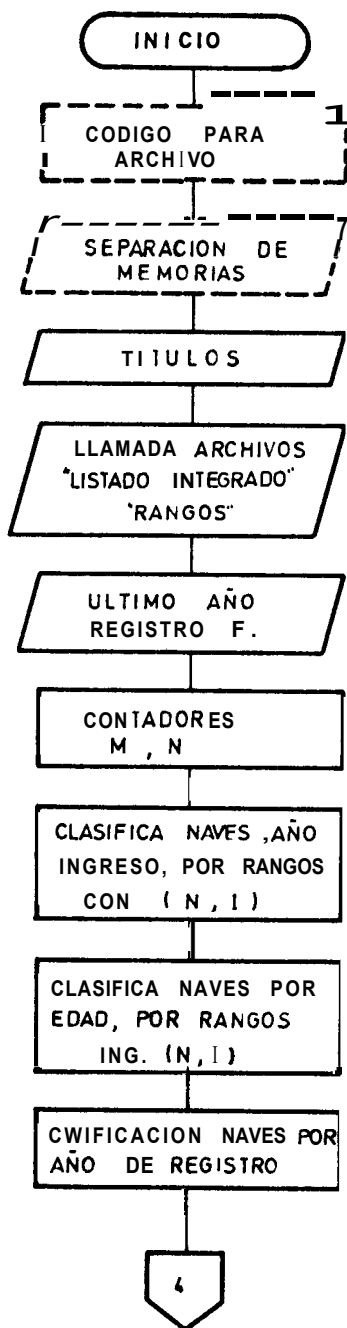 INICIO
CODIGO PARA
ARCHIVO
SEPARACION DE
MEMORIAS
TITULOS
LLAMADA ARCHIVOS
"LISTADO INTEGRADO"
"RANGOS"
ULTIMO AÑO
REGISTRO F.
CONTADORES
M , N
CLASIFICA NAVES ,AÑO
INGRESO, POR RANGOS
CON ( N , I )
CLASIFICA NAVES POR
EDAD, POR RANGOS
ING. (N, I)
CWIFICACION NAVES POR
AÑO DE REGISTRO
4